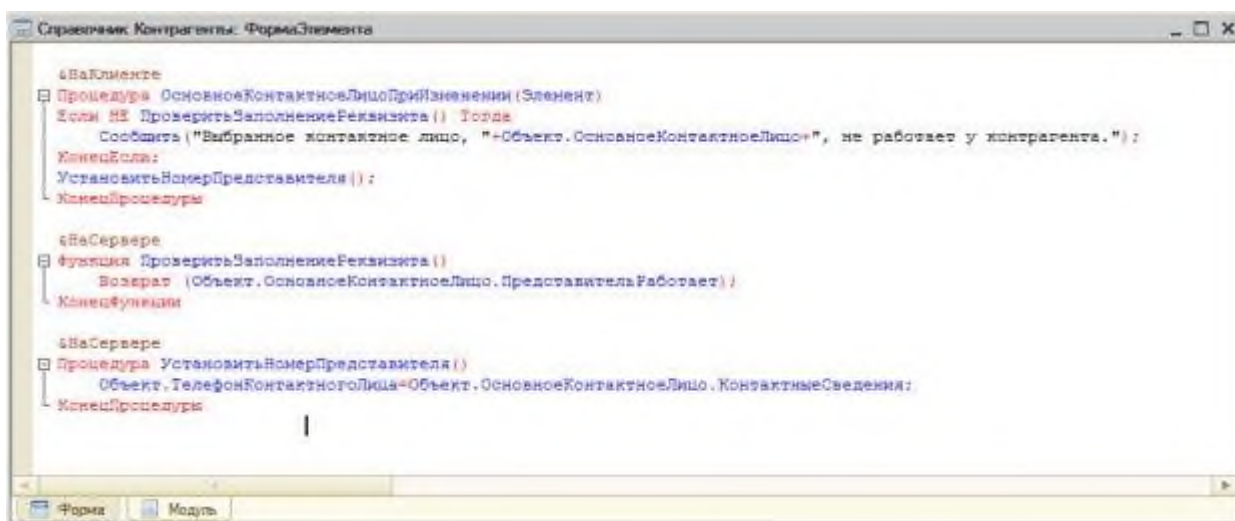 Справочник Контрагенты: ФормаЭлемента
&НаКлиенте
Процедура ОсновноеКонтактноеЛицоПриИзменении(Элемент)
Если НЕ ПроверитьЗаполнениеРеквизита() Тогда
Сообщить("Выбранное контактное лицо, "+Объект.ОсновноеКонтактноеЛицо+", не работает у контрагента.");
КонецЕсли;
УстановитьНомерПредставителя();
КонецПроцедуры
&НаСервере
Функция ПроверитьЗаполнениеРеквизита()
Возврат (Объект.ОсновноеКонтактноеЛицо.ПредставительРаботает);
КонецФункции
&НаСервере
Процедура УстановитьНомерПредставителя()
Объект.ТелефонКонтактногоЛица=Объект.ОсновноеКонтактноеЛицо.КонтактныеСведения;
КонецПроцедуры
Форма Модуль